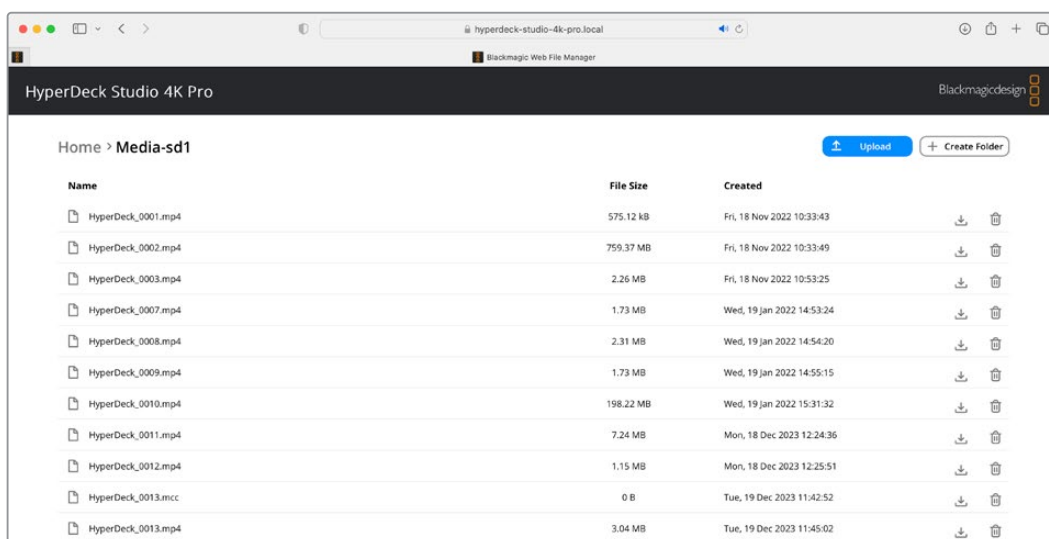 hyperdeck-studio-4k-pro.local
Blackmagic Web File Manager
HyperDeck Studio 4K Pro
Blackmagicdesign
Home > Media-sd1
Upload
+ Create Folder
Name File Size Created
HyperDeck_0001.mp4 575.12 kB Fri, 18 Nov 2022 10:33:43
HyperDeck_0002.mp4 759.37 MB Fri, 18 Nov 2022 10:33:49
HyperDeck_0003.mp4 2.26 MB Fri, 18 Nov 2022 10:53:25
HyperDeck_0007.mp4 1.73 MB Wed, 19 Jan 2022 14:53:24
HyperDeck_0008.mp4 2.31 MB Wed, 19 Jan 2022 14:54:20
HyperDeck_0009.mp4 1.73 MB Wed, 19 Jan 2022 14:55:15
HyperDeck_0010.mp4 198.22 MB Wed, 19 Jan 2022 15:31:32
HyperDeck_0011.mp4 7.24 MB Mon, 18 Dec 2023 12:24:36
HyperDeck_0012.mp4 1.15 MB Mon, 18 Dec 2023 12:25:51
HyperDeck_0013.mcc 0 B Tue, 19 Dec 2023 11:42:52
HyperDeck_0013.mp4 3.04 MB Tue, 19 Dec 2023 11:45:02